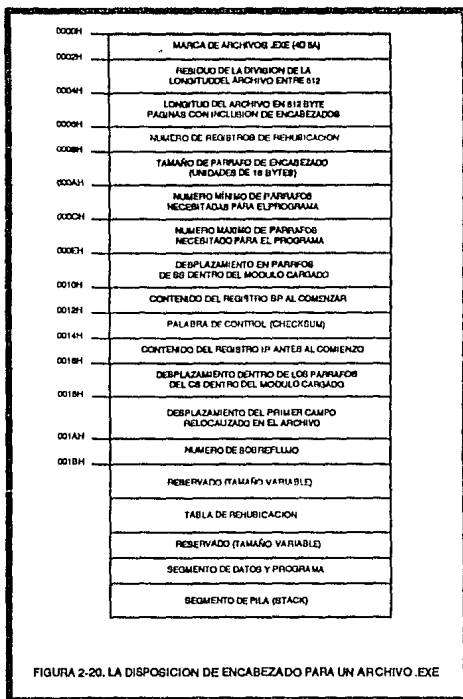 0000H
MARCA DE ARCHIVOS .EXE (4D 5A)
0002H
RESIDUO DE LA DIVISION DE LA
LONGITUDDEL ARCHIVO ENTRE 512
0004H
LONGITUD DEL ARCHIVO EN 512 BYTE
PAGINAS CON INCLUSION DE ENCABEZADOS
0006H
NUMERO DE REGISTROS DE REHUBICACION
0008H
TAMAÑO DE PARRAFO DE ENCABEZADO
(UNIDADES DE 16 BYTES)
000AH
NUMERO MÍNIMO DE PARRAFOS
NECESITADAS PARA ELPROGRAMA
000CH
NUMERO MAXIMO DE PARRAFOS
NECESITADO PARA EL PROGRAMA
000EH
DESPLAZAMIENTO EN PARRFOS
DE SS DENTRO DEL MODULO CARGADO
0010H
CONTENIDO DEL REGISTRO SP AL COMENZAR
0012H
PALABRA DE CONTROL (CHECKSUM)
0014H
CONTENIDO DEL REGISTRO IP ANTES AL COMIENZO
0016H
DESPLAZAMIENTO DENTRO DE LOS PARRAFOS
DEL CS DENTRO DEL MODULO CARGADO
0018H
DESPLAZAMIENTO DEL PRIMER CAMPO
RELOCALIZADO EN EL ARCHIVO
001AH
NUMERO DE SOBREFLUJO
001BH
RESERVADO (TAMAÑO VARIABLE)
TABLA DE REHUBICACION
RESERVADO (TAMAÑO VARIABLE)
SEGMENTO DE DATOS Y PROGRAMA
SEGMENTO DE PILA (STACK)
FIGURA 2-20. LA DISPOSICION DE ENCABEZADO PARA UN ARCHIVO .EXE